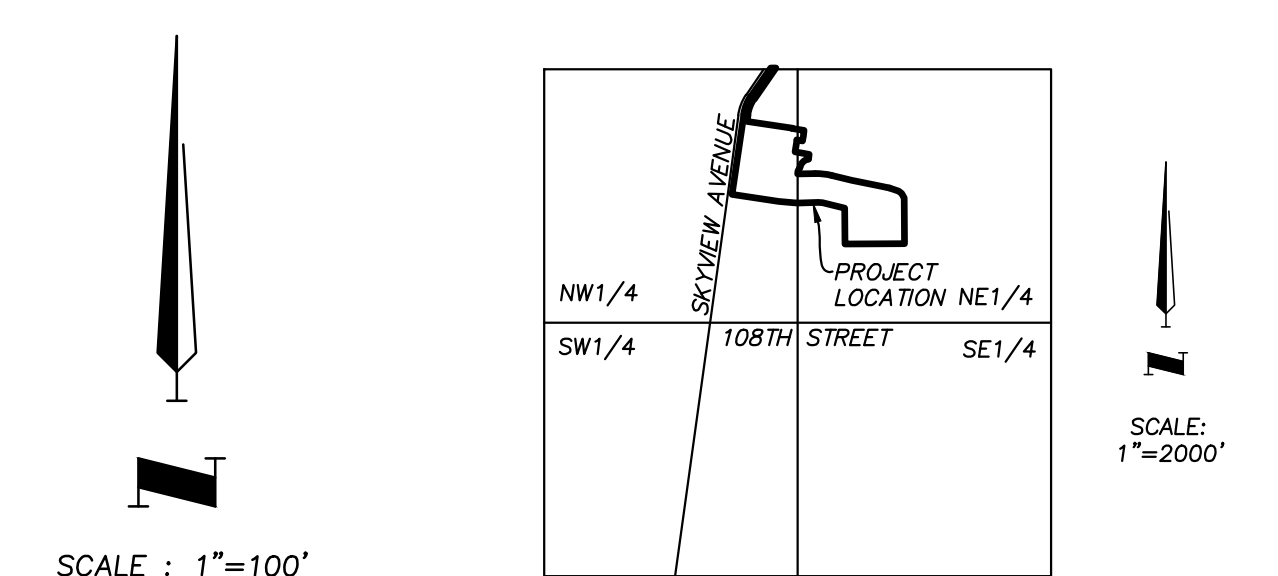 N
SCALE : 1"=100'
SKYVIEW AVENUE
NW1/4
PROJECT
LOCATION NE1/4
SW1/4
108TH STREET
SE1/4
N
SCALE:
1"=2000'